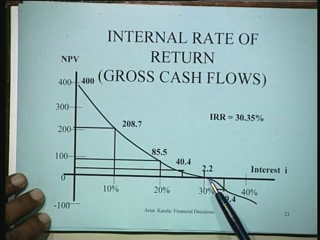 INTERNAL RATE OF
RETURN
(GROSS CASH FLOWS)
NPV
400
400
IRR = 30.35%
300
200
208.7
100
85.5
40.4
2.2
Interest i
0
10%
20%
30%
40%
-100
Financial Decisions
21